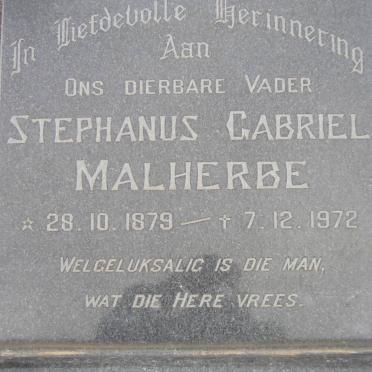 In Liefdevolle Herinnering
Aan
Ons dierbare Vader
Stephanus Gabriel
Malherbe
☆ 28.10.1879 — † 7.12.1972
Welgeluksalig is die man,
wat die Here vrees.